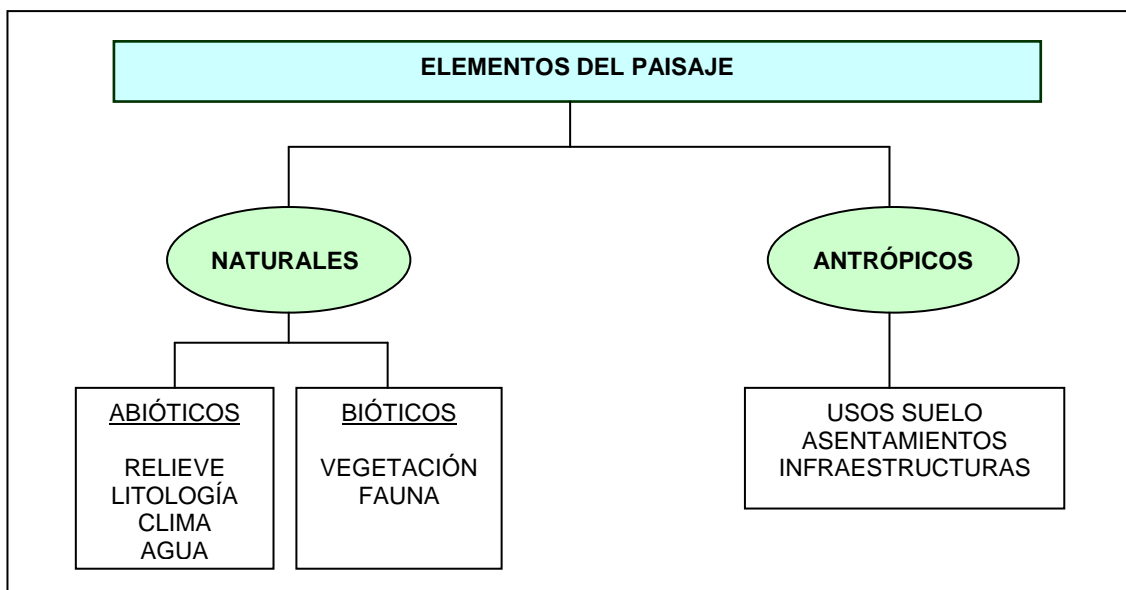 ELEMENTOS DEL PAISAJE
NATURALES
ANTRÓPICOS
ABIÓTICOS
RELIEVE
LITOLOGÍA
CLIMA
AGUA
BIÓTICOS
VEGETACIÓN
FAUNA
USOS SUELO
ASENTAMIENTOS
INFRAESTRUCTURAS